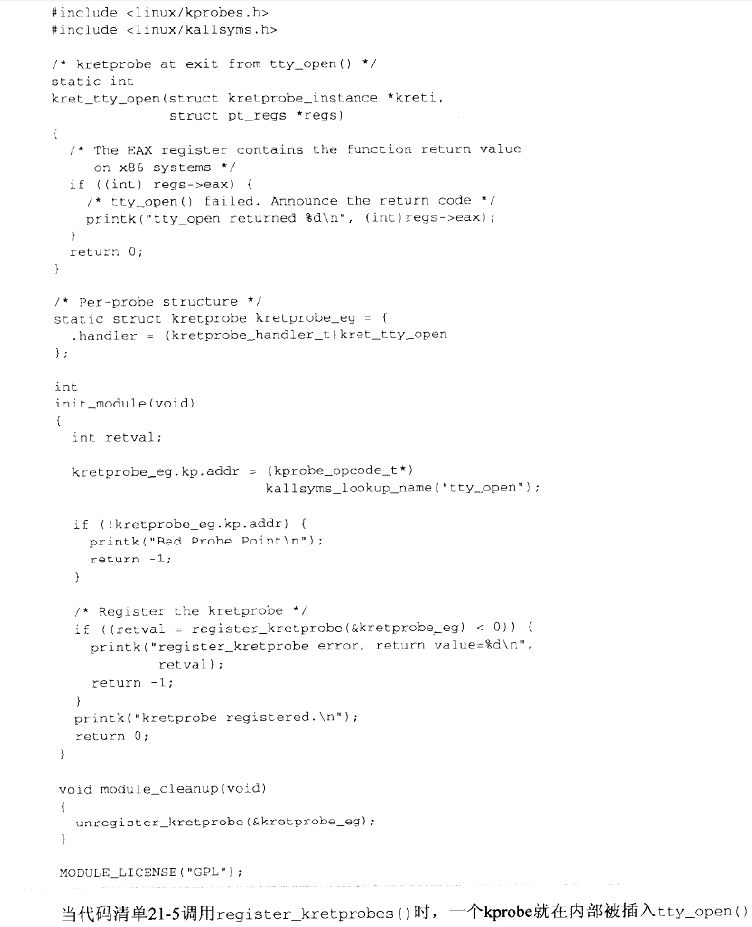 #include <linux/kprobes.h>
#include <linux/kallsyms.h>
/* kretprobe at exit from tty_open() */
static int
kret_tty_open(struct kretprobe_instance *kreti,
struct pt_regs *regs)
{
/* The EAX register contains the function return value
on x86 systems */
if ((int) regs->eax) {
/* tty_open() failed. Announce the return code */
printk("tty_open returned %d\n", (int)regs->eax);
}
return 0;
}
/* Per-probe structure */
static struct kretprobe kretprobe_eg = {
.handler = (kretprobe_handler_t)kret_tty_open
};
int
init_module(void)
{
int retval;
kretprobe_eg.kp.addr = (kprobe_opcode_t*)
kallsyms_lookup_name("tty_open");
if (!kretprobe_eg.kp.addr) {
printk("Bad Probe Point\n");
return -1;
}
/* Register the kretprobe */
if ((retval = register_kretprobe(&kretprobe_eg) < 0)) {
printk("register_kretprobe error, return value=%d\n",
retval);
return -1;
}
printk("kretprobe registered.\n");
return 0;
}
void module_cleanup(void)
{
unregister_kretprobe(&kretprobe_eg);
}
MODULE_LICENSE("GPL");
当代码清单21-5调用register_kretprobes()时，一个kprobe就在内部被插入tty_open()